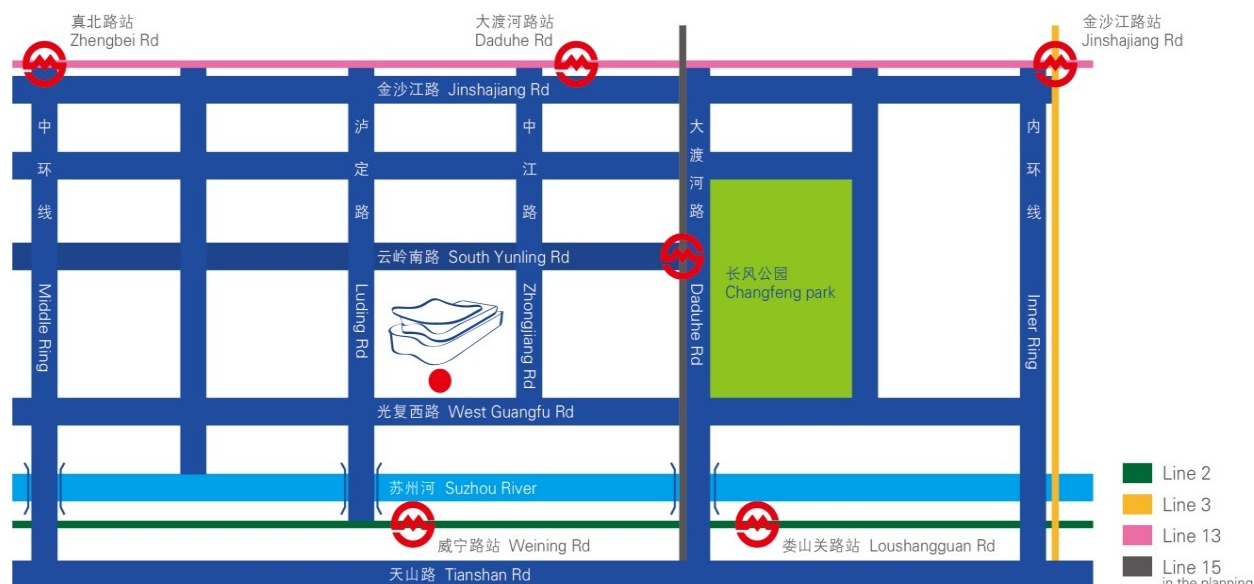 真北路站
Zhengbei Rd
大渡河路站
Daduhe Rd
金沙江路站
Jinshajiang Rd
金沙江路 Jinshajiang Rd
中环线
Middle Ring
泸定路
Luding Rd
中江路
Zhongjiang Rd
大渡河路
Daduhe Rd
内环线
Inner Ring
云岭南路 South Yunling Rd
长风公园
Changfeng park
光复西路 West Guangfu Rd
苏州河 Suzhou River
威宁路站 Weining Rd
娄山关路站 Loushangguan Rd
天山路 Tianshan Rd
Line 2
Line 3
Line 13
Line 15
in the planning